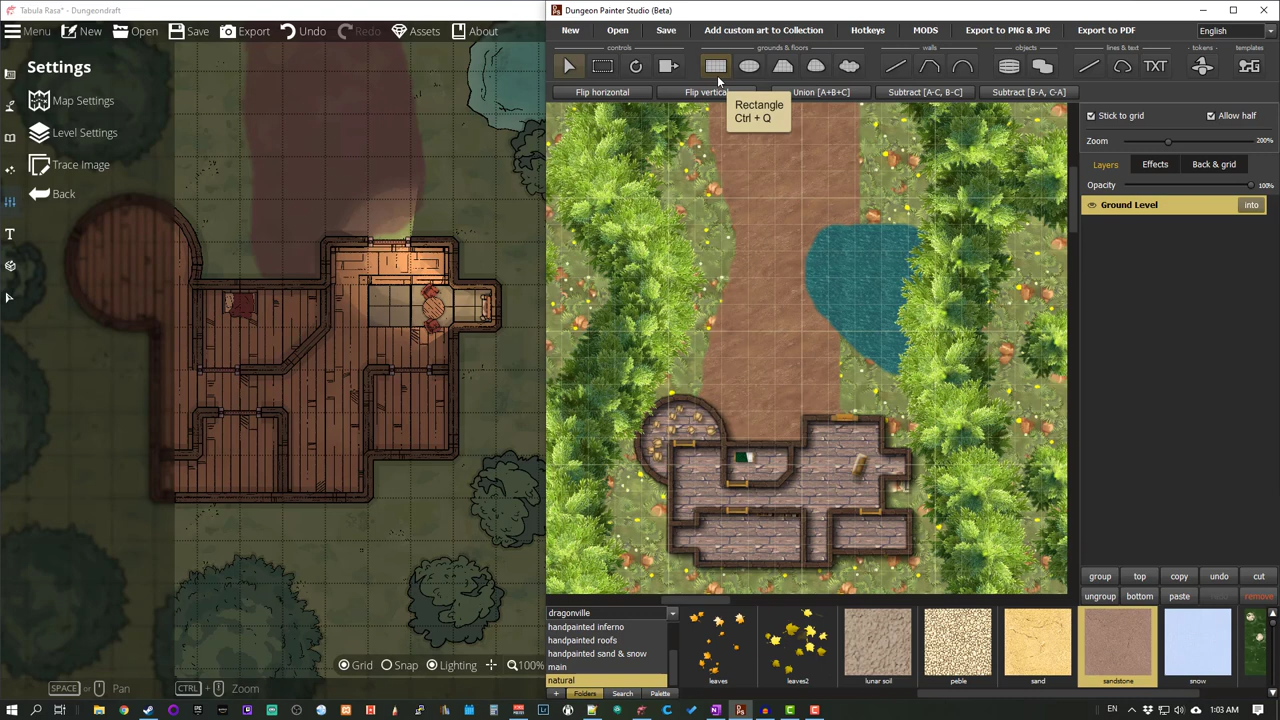 Tabula Rasa* - Dungeondraft
Menu New Open Save Export Undo Redo Assets About
Settings
Map Settings
Level Settings
Trace Image
Back
Grid Snap Lighting 100%
SPACE or Pan CTRL + Zoom
Dungeon Painter Studio (Beta)
New Open Save Add custom art to Collection Hotkeys MODS Export to PNG & JPG Export to PDF English
controls grounds & floors walls objects lines & text tokens templates
TXT
Flip horizontal Flip vertical Union [A+B+C] Subtract [A-C, B-C] Subtract [B-A, C-A]
Rectangle
Ctrl + Q
Stick to grid Allow half
Zoom 200%
Layers Effects Back & grid
Opacity 100%
Ground Level into
group top copy undo cut
ungroup bottom paste remove
dragonville
handpainted inferno
handpainted roofs
handpainted sand & snow
main
natural
+ Folders Search Palette
leaves leaves2 lunar soil peble sand sandstone snow
EN 1:03 AM